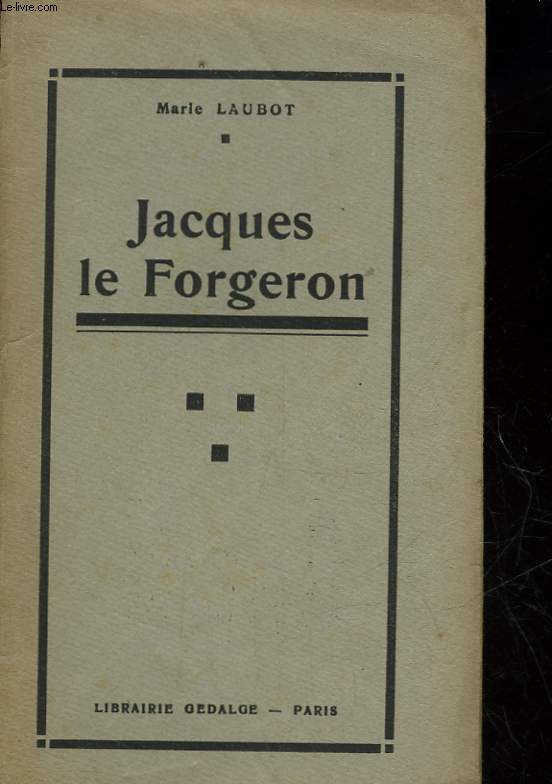 Le-livre.com
Marie LAUBOT
Jacques
le Forgeron
LIBRAIRIE GEDALGE — PARIS